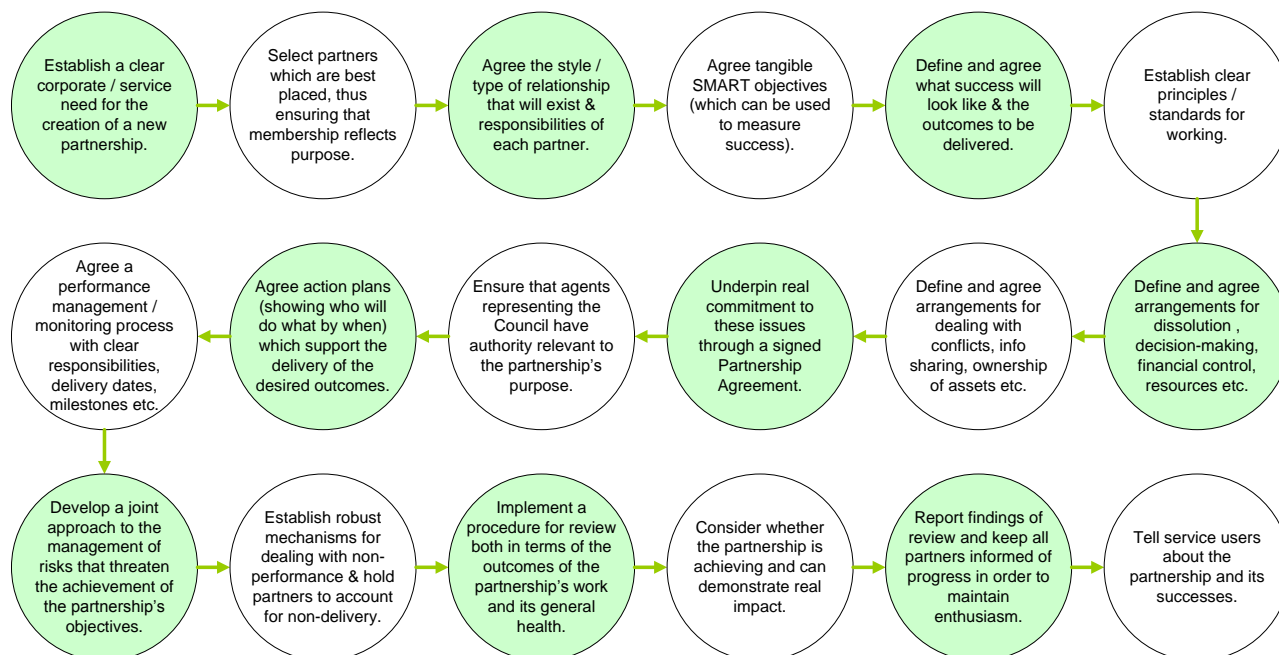 Establish a clear
corporate / service
need for the
creation of a new
partnership.
Select partners
which are best
placed, thus
ensuring that
membership reflects
purpose.
Agree the style /
type of relationship
that will exist &
responsibilities of
each partner.
Agree tangible
SMART objectives
(which can be used
to measure
success).
Define and agree
what success will
look like & the
outcomes to be
delivered.
Establish clear
principles /
standards for
working.
Define and agree
arrangements for
dissolution ,
decision-making,
financial control,
resources etc.
Define and agree
arrangements for
dealing with
conflicts, info
sharing, ownership
of assets etc.
Underpin real
commitment to
these issues
through a signed
Partnership
Agreement.
Ensure that agents
representing the
Council have
authority relevant to
the partnership's
purpose.
Agree action plans
(showing who will
do what by when)
which support the
delivery of the
desired outcomes.
Agree a
performance
management /
monitoring process
with clear
responsibilities,
delivery dates,
milestones etc.
Develop a joint
approach to the
management of
risks that threaten
the achievement of
the partnership's
objectives.
Establish robust
mechanisms for
dealing with non-
performance & hold
partners to account
for non-delivery.
Implement a
procedure for review
both in terms of the
outcomes of the
partnership's work
and its general
health.
Consider whether
the partnership is
achieving and can
demonstrate real
impact.
Report findings of
review and keep all
partners informed of
progress in order to
maintain
enthusiasm.
Tell service users
about the
partnership and its
successes.